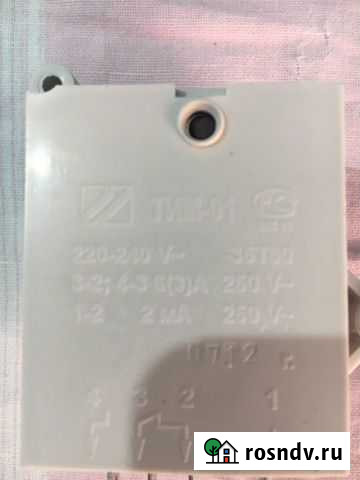 ТИМ-01
220-240 V~ 35T80
3-2; 4-3 6(3)A 250 V~
1-2 2 mA 250 V~
4 3 2 1
rosndv.ru